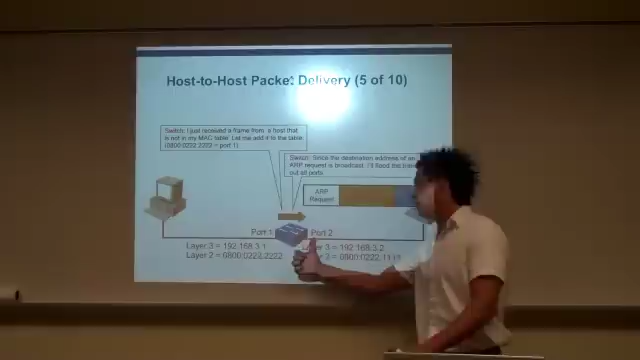 Host-to-Host Packet Delivery (5 of 10)
Switch: I just received a frame from a host that
is not in my MAC table. Let me add it to the table.
(0800:0222:2222 = port 1)
Switch: Since the destination address of an
ARP request is broadcast, I'll flood the frame
out all ports
ARP
Request
Port 1
Port 2
Layer 3 = 192.168.3.1
Layer 2 = 0800:0222:2222
Layer 3 = 192.168.3.2